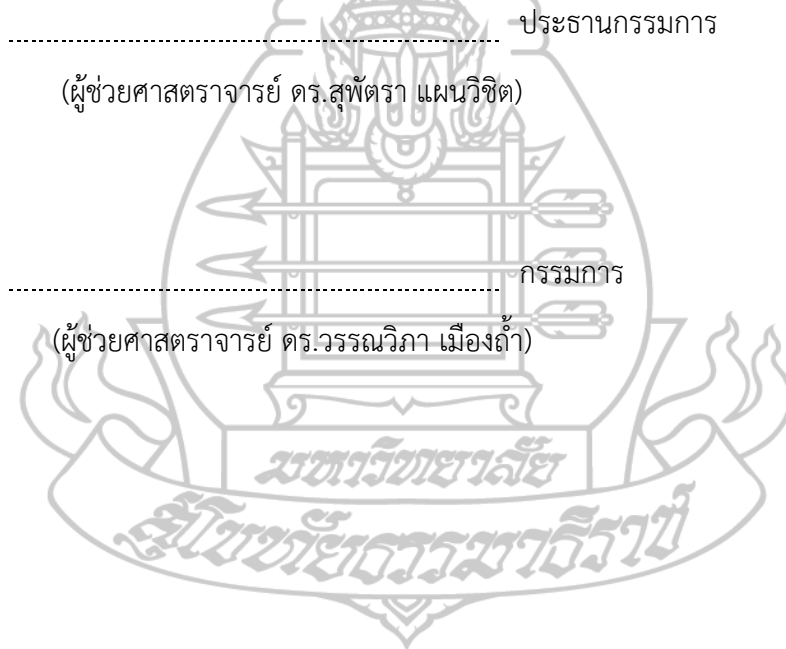 ประธานกรรมการ
(ผู้ช่วยศาสตราจารย์ ดร.สุพัตรา แผนวิชิต)
กรรมการ
(ผู้ช่วยศาสตราจารย์ ดร.วรรณวิภา เมืองถ้ำ)
มหาวิทยาลัย
สุโขทัยธรรมาธิราช